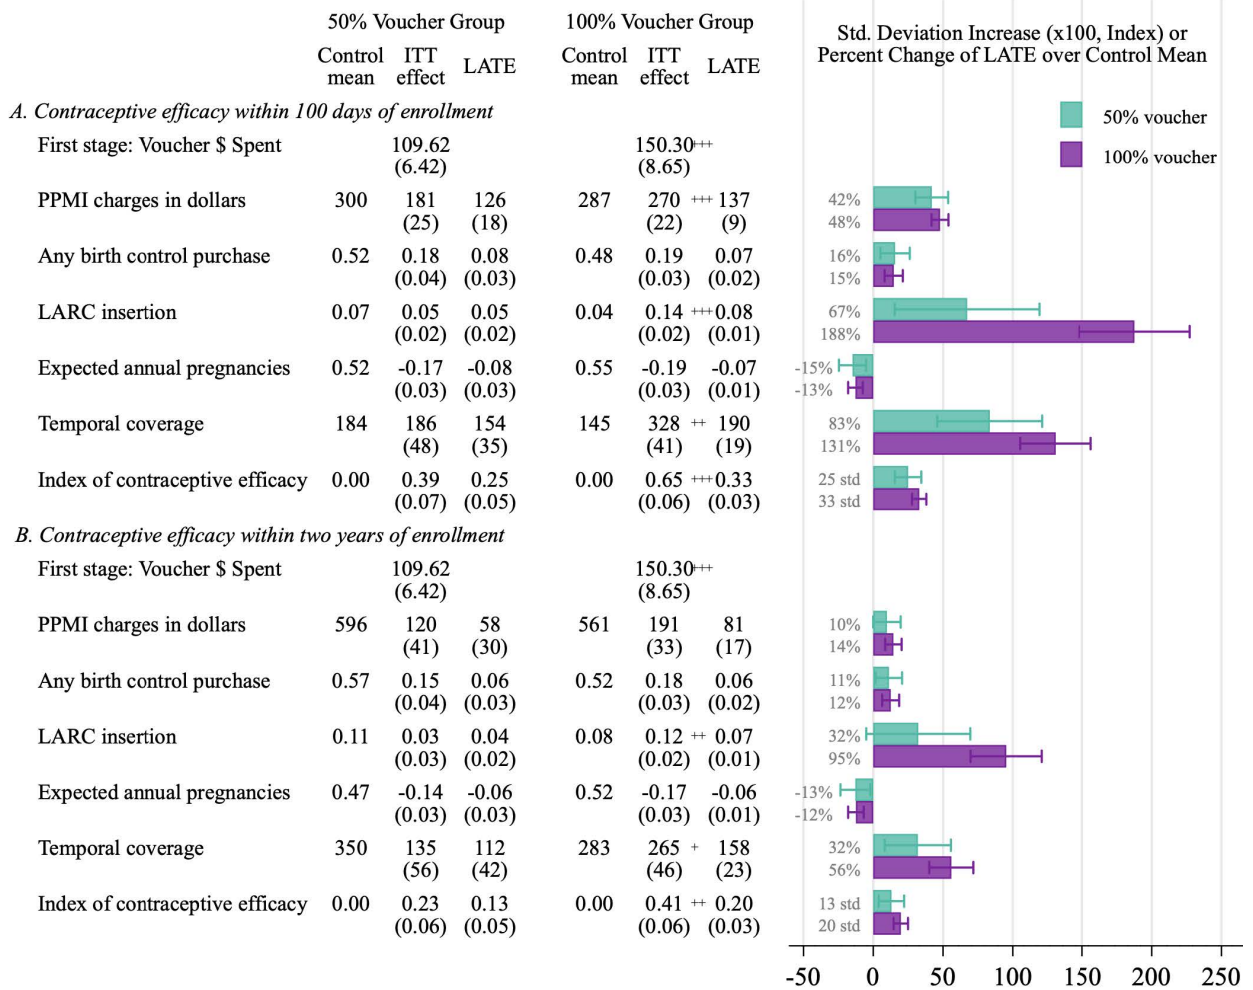 50% Voucher Group 100% Voucher Group
Control mean ITT effect LATE Control mean ITT effect LATE
Std. Deviation Increase (x100, Index) or
Percent Change of LATE over Control Mean
50% voucher
100% voucher
A. Contraceptive efficacy within 100 days of enrollment
First stage: Voucher $ Spent 109.62 150.30+++
(6.42) (8.65)
PPMI charges in dollars 300 181 126 287 270 +++ 137 42%
(25) (18) (22) (9) 48%
Any birth control purchase 0.52 0.18 0.08 0.48 0.19 0.07 16%
(0.04) (0.03) (0.03) (0.02) 15%
LARC insertion 0.07 0.05 0.05 0.04 0.14 +++ 0.08 67%
(0.02) (0.02) (0.02) (0.01) 188%
Expected annual pregnancies 0.52 -0.17 -0.08 0.55 -0.19 -0.07 -15%
(0.03) (0.03) (0.03) (0.01) -13%
Temporal coverage 184 186 154 145 328 ++ 190 83%
(48) (35) (41) (19) 131%
Index of contraceptive efficacy 0.00 0.39 0.25 0.00 0.65 +++ 0.33 25 std
(0.07) (0.05) (0.06) (0.03) 33 std
B. Contraceptive efficacy within two years of enrollment
First stage: Voucher $ Spent 109.62 150.30+++
(6.42) (8.65)
PPMI charges in dollars 596 120 58 561 191 81 10%
(41) (30) (33) (17) 14%
Any birth control purchase 0.57 0.15 0.06 0.52 0.18 0.06 11%
(0.04) (0.03) (0.03) (0.02) 12%
LARC insertion 0.11 0.03 0.04 0.08 0.12 ++ 0.07 32%
(0.03) (0.02) (0.02) (0.01) 95%
Expected annual pregnancies 0.47 -0.14 -0.06 0.52 -0.17 -0.06 -13%
(0.03) (0.03) (0.03) (0.01) -12%
Temporal coverage 350 135 112 283 265 + 158 32%
(56) (42) (46) (23) 56%
Index of contraceptive efficacy 0.00 0.23 0.13 0.00 0.41 ++ 0.20 13 std
(0.06) (0.05) (0.06) (0.03) 20 std
-50 0 50 100 150 200 250